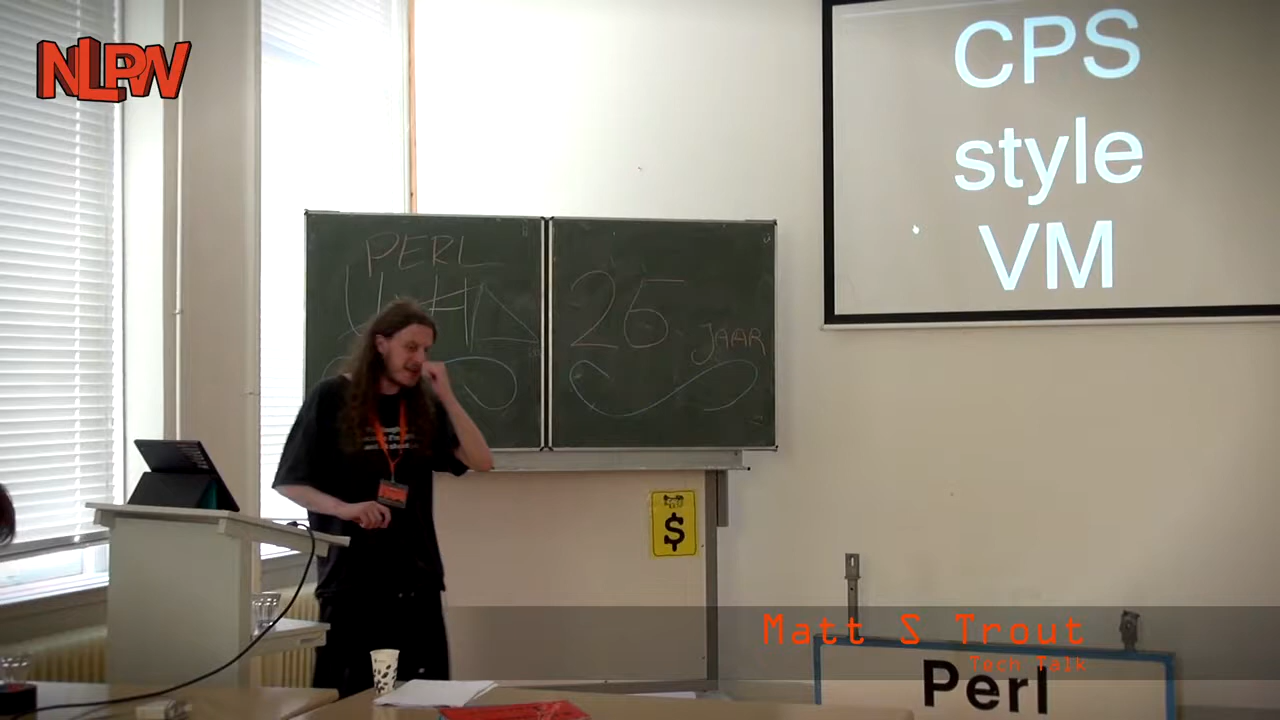 NLPW
CPS
style
VM
PERL
25
JAAR
$
Matt S Trout
Tech Talk
Perl